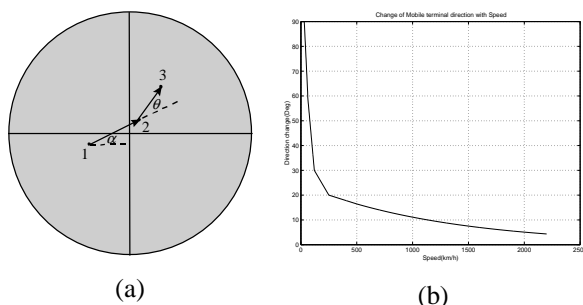 3
θ
2
α
1
(a)
Change of Mobile terminal direction with Speed
90
80
70
60
50
40
30
20
10
0
Direction change(Deg)
0 500 1000 1500 2000 250
Speed(km/h)
(b)